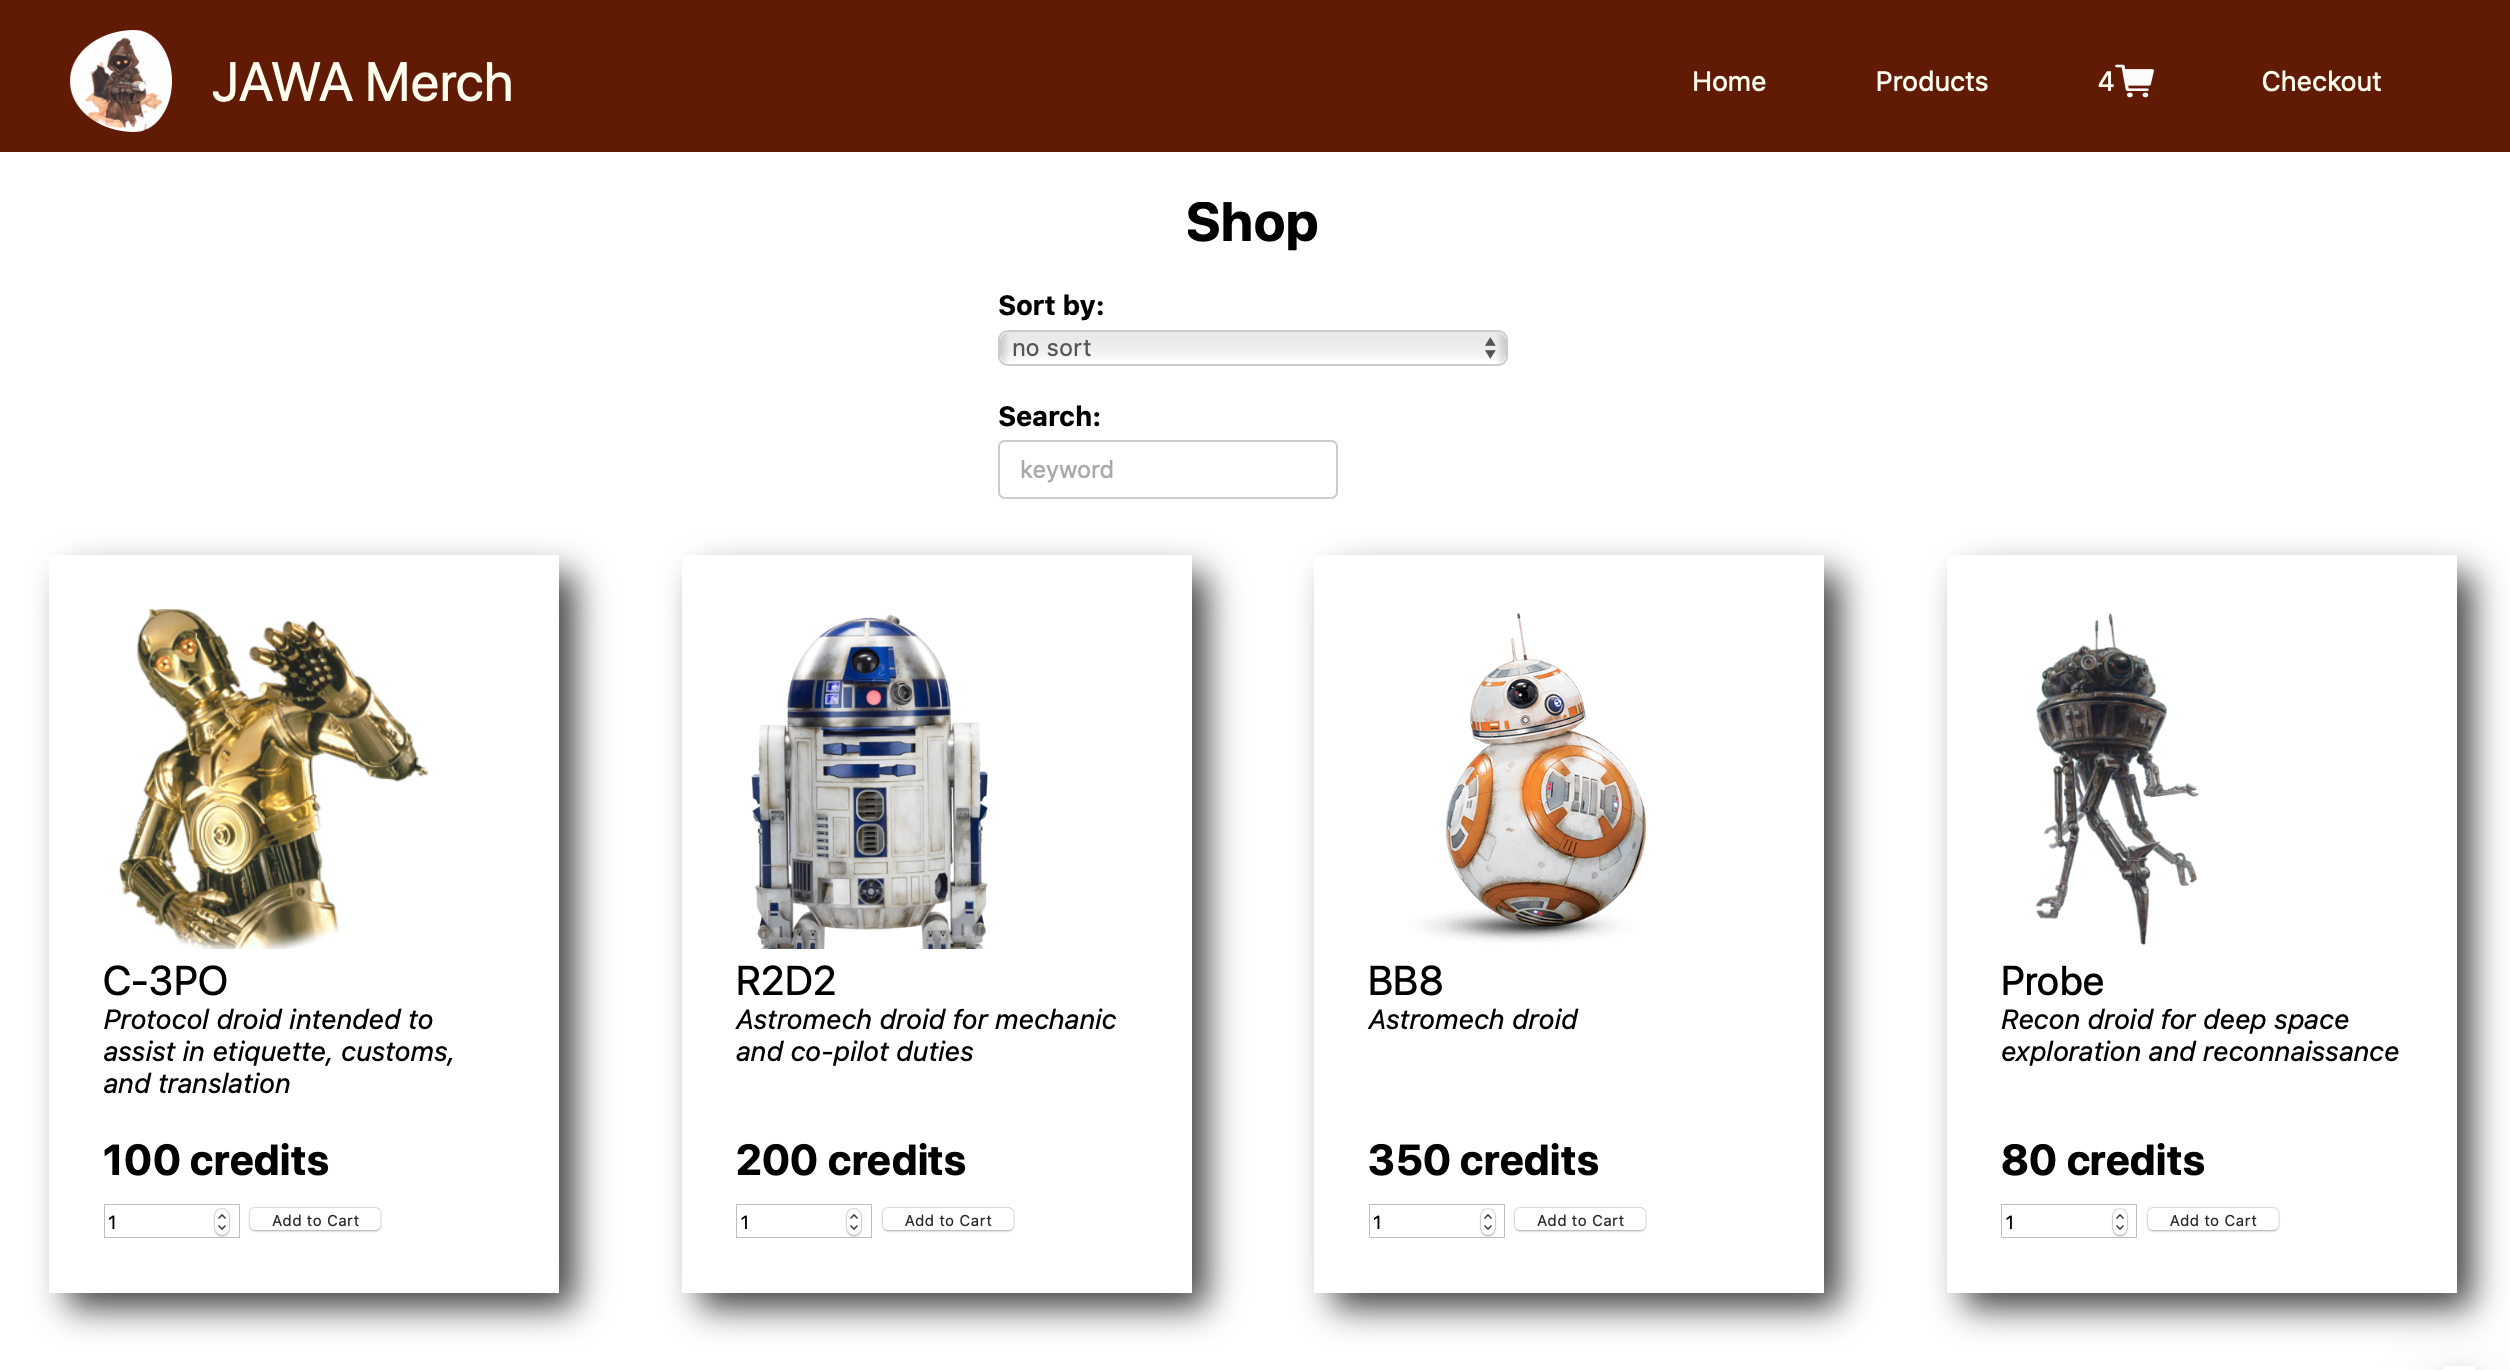 JAWA Merch
Home
Products
4
Checkout
Shop
Sort by:
no sort
Search:
keyword
C-3PO
Protocol droid intended to
assist in etiquette, customs,
and translation
100 credits
1
Add to Cart
R2D2
Astromech droid for mechanic
and co-pilot duties
200 credits
1
Add to Cart
BB8
Astromech droid
350 credits
1
Add to Cart
Probe
Recon droid for deep space
exploration and reconnaissance
80 credits
1
Add to Cart